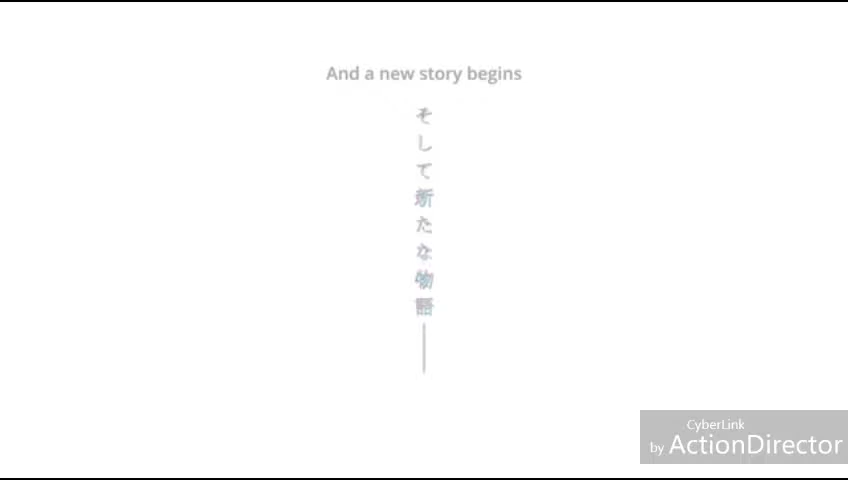 And a new story begins
そして新たな物語――
CyberLink
by ActionDirector